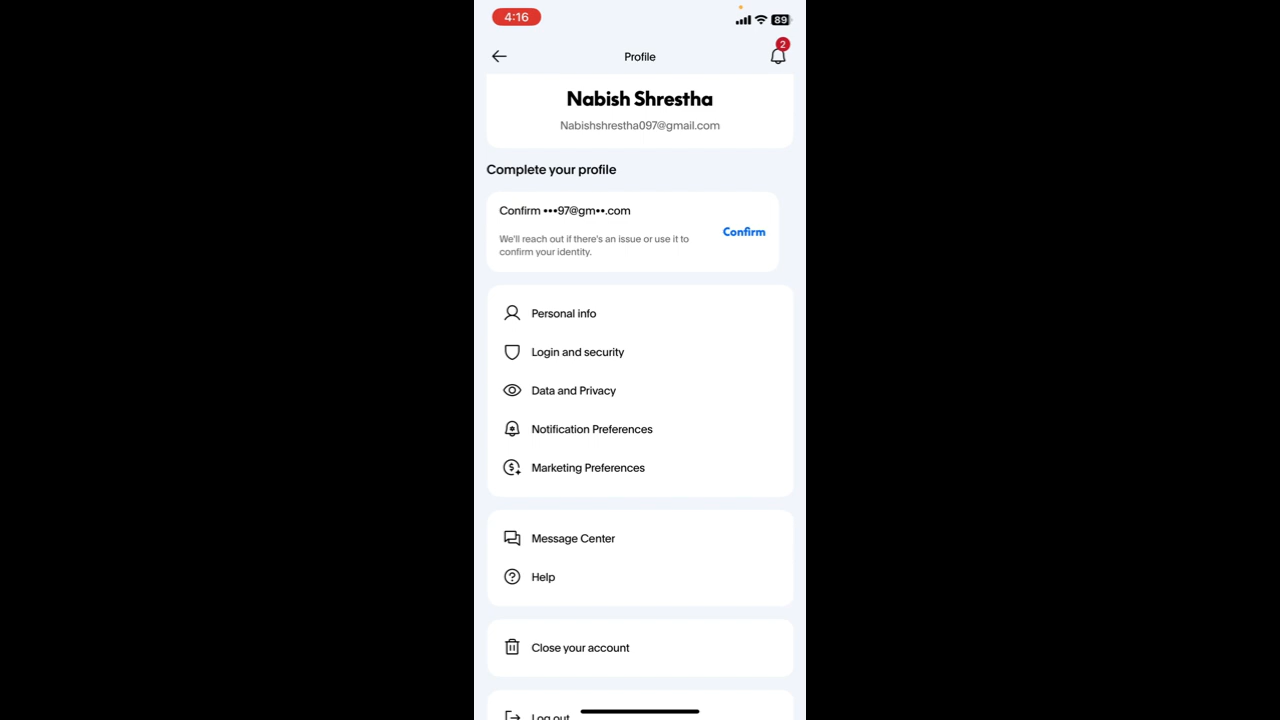 4:16
89
2
Profile
Nabish Shrestha
Nabishshrestha097@gmail.com
Complete your profile
Confirm •••97@gm••.com
We'll reach out if there's an issue or use it to
confirm your identity.
Confirm
Personal info
Login and security
Data and Privacy
Notification Preferences
Marketing Preferences
Message Center
Help
Close your account
Log out